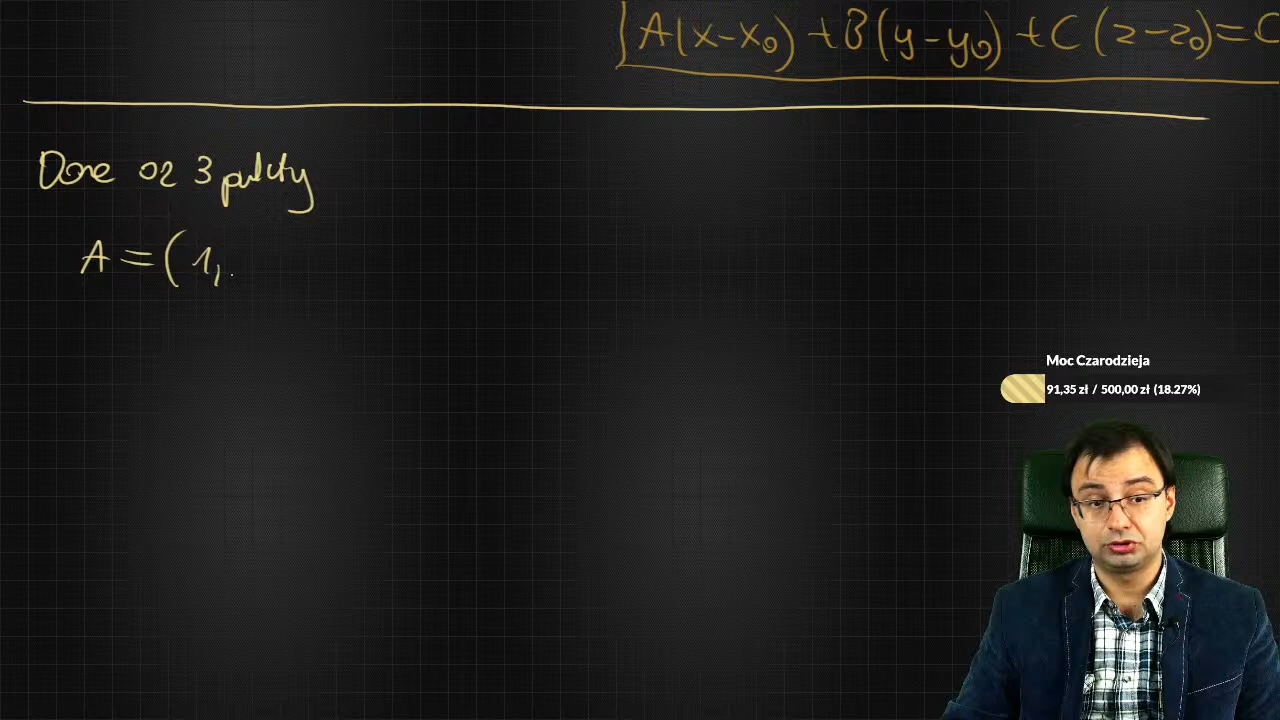 A(x-x₀) + B(y-y₀) + C(z-z₀)=
Dane są 3 punkty
A = (1,
Moc Czarodzieja
91,35 zł / 500,00 zł (18.27%)